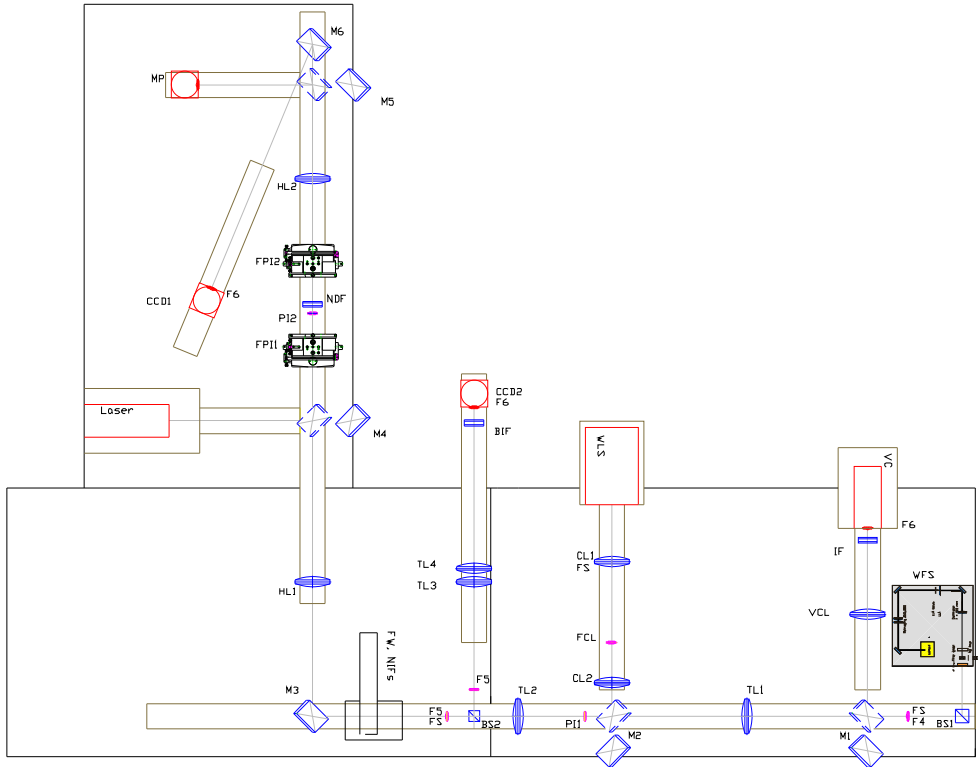 M6
MP
M5
HL2
FPI2
CCD1
F6
NDF
PI2
FPI1
Laser
M4
CCD2
F6
BIF
WLS
VC
F6
IF
TL4
TL3
CL1
FS
HL1
WFS
VCL
FW, NIFs
FCL
F5
CL2
M3
TL2
TL1
F5
FS
BS2
PI1
FS
F4
BS1
M2
M1